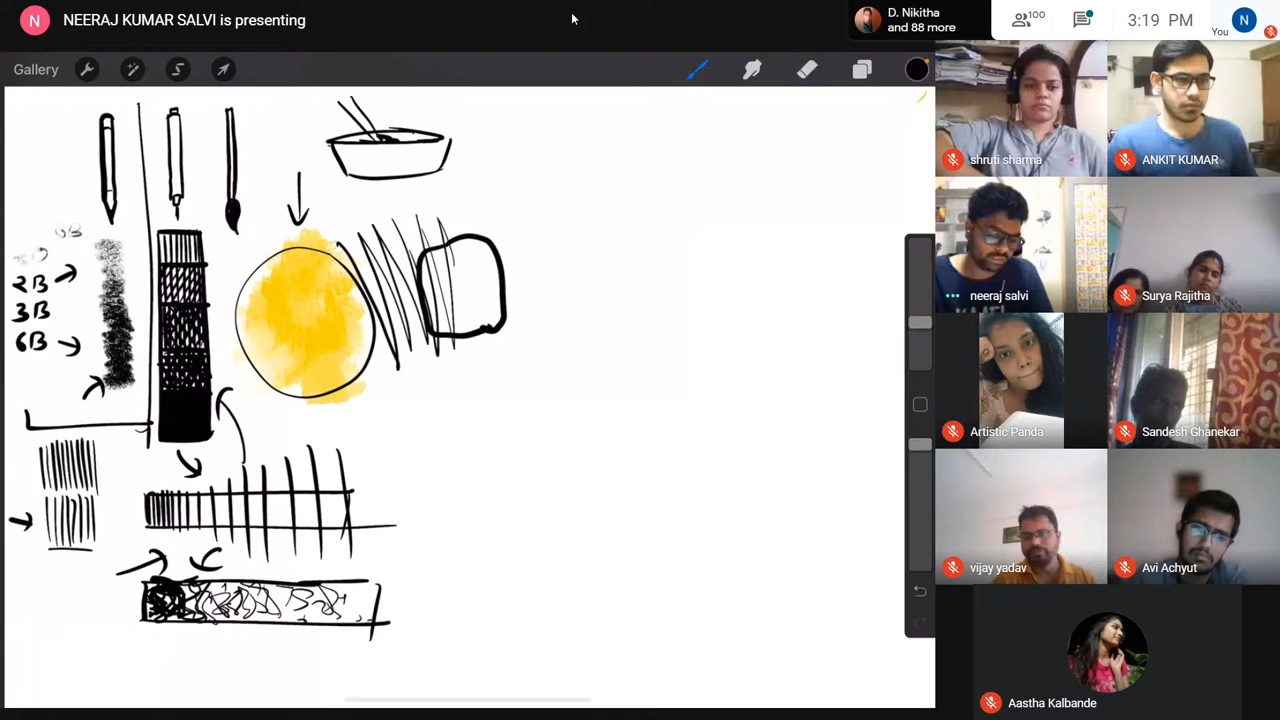 N NEERAJ KUMAR SALVI is presenting
D. Nikitha
and 88 more
100
3:19 PM
You
N
Gallery
6B
2B
3B
6B
shruti sharma
ANKIT KUMAR
neeraj salvi
Surya Rajitha
Artistic Panda
Sandesh Ghanekar
vijay yadav
Avi Achyut
Aastha Kalbande